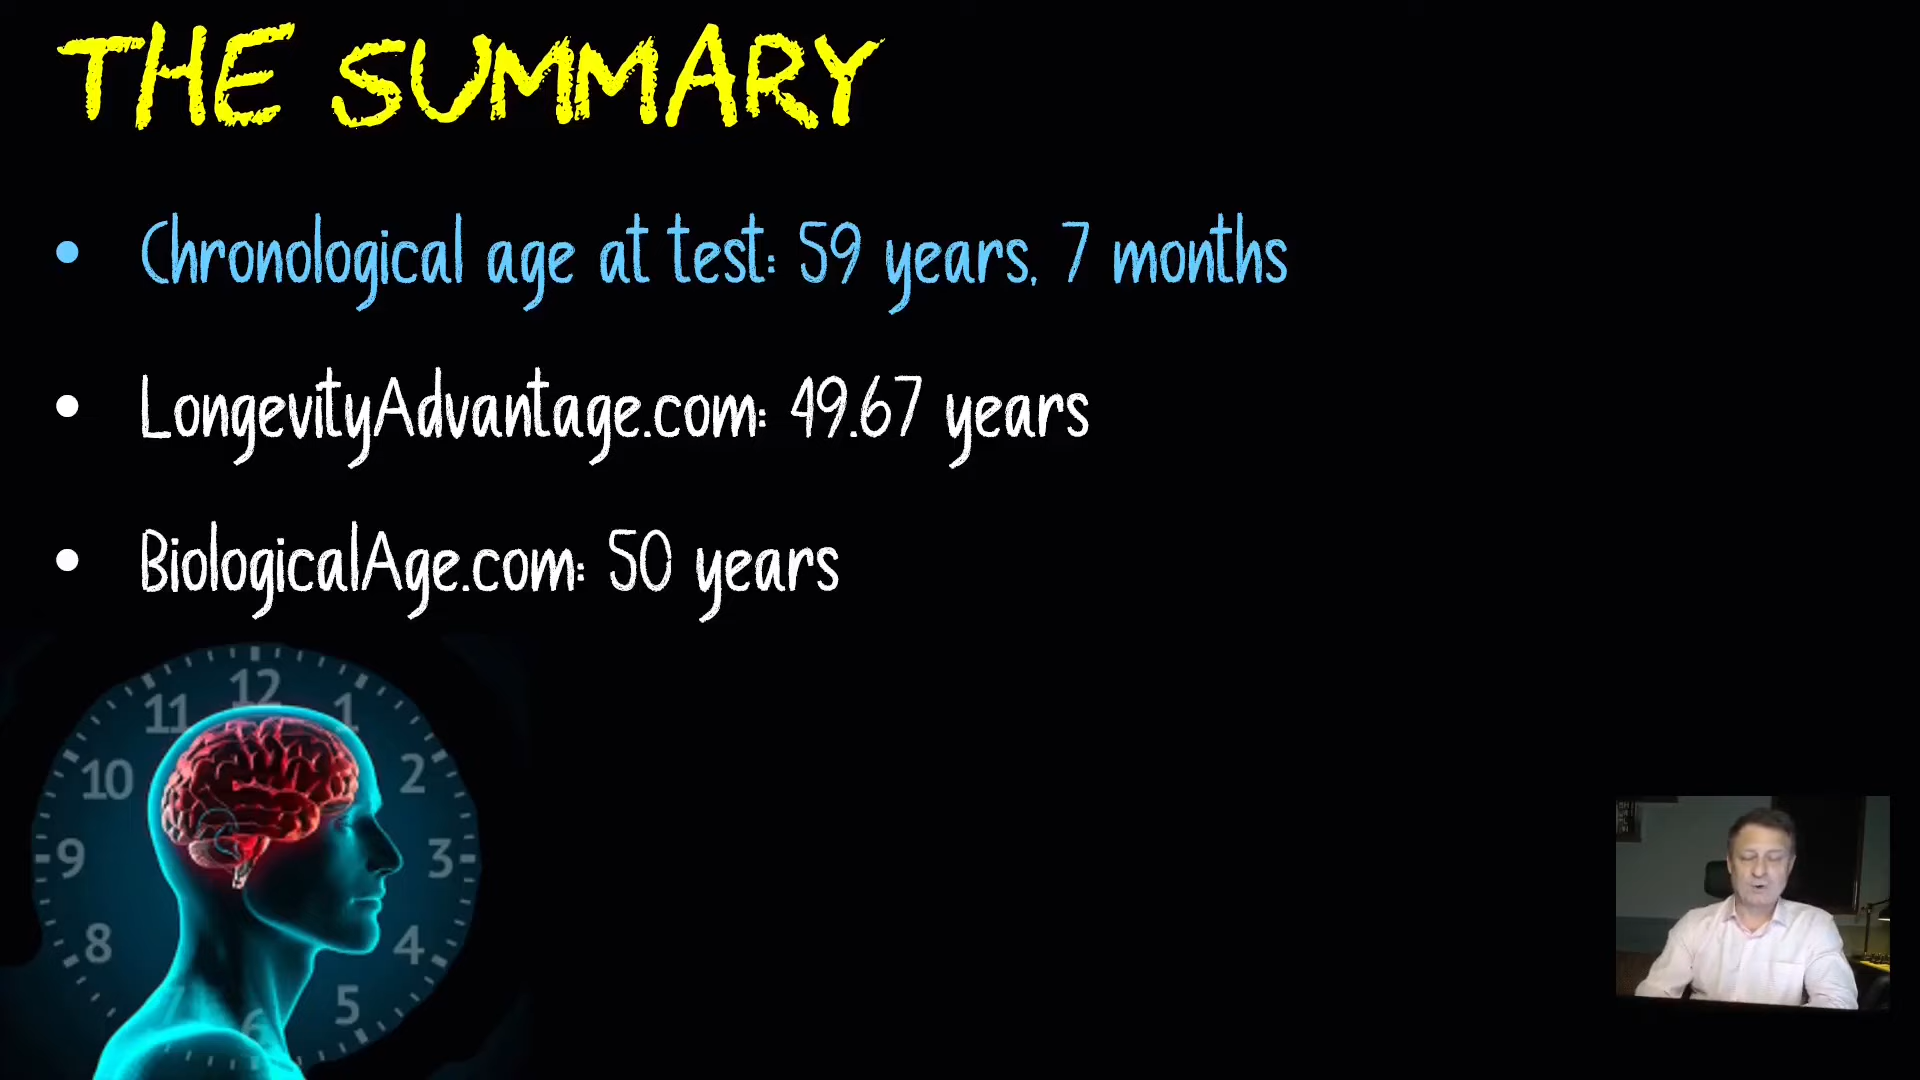 THE SUMMARY
• Chronological age at test: 59 years, 7 months
• LongevityAdvantage.com: 49.67 years
• BiologicalAge.com: 50 years
12
11 1
10 2
9 3
8 4
5
6